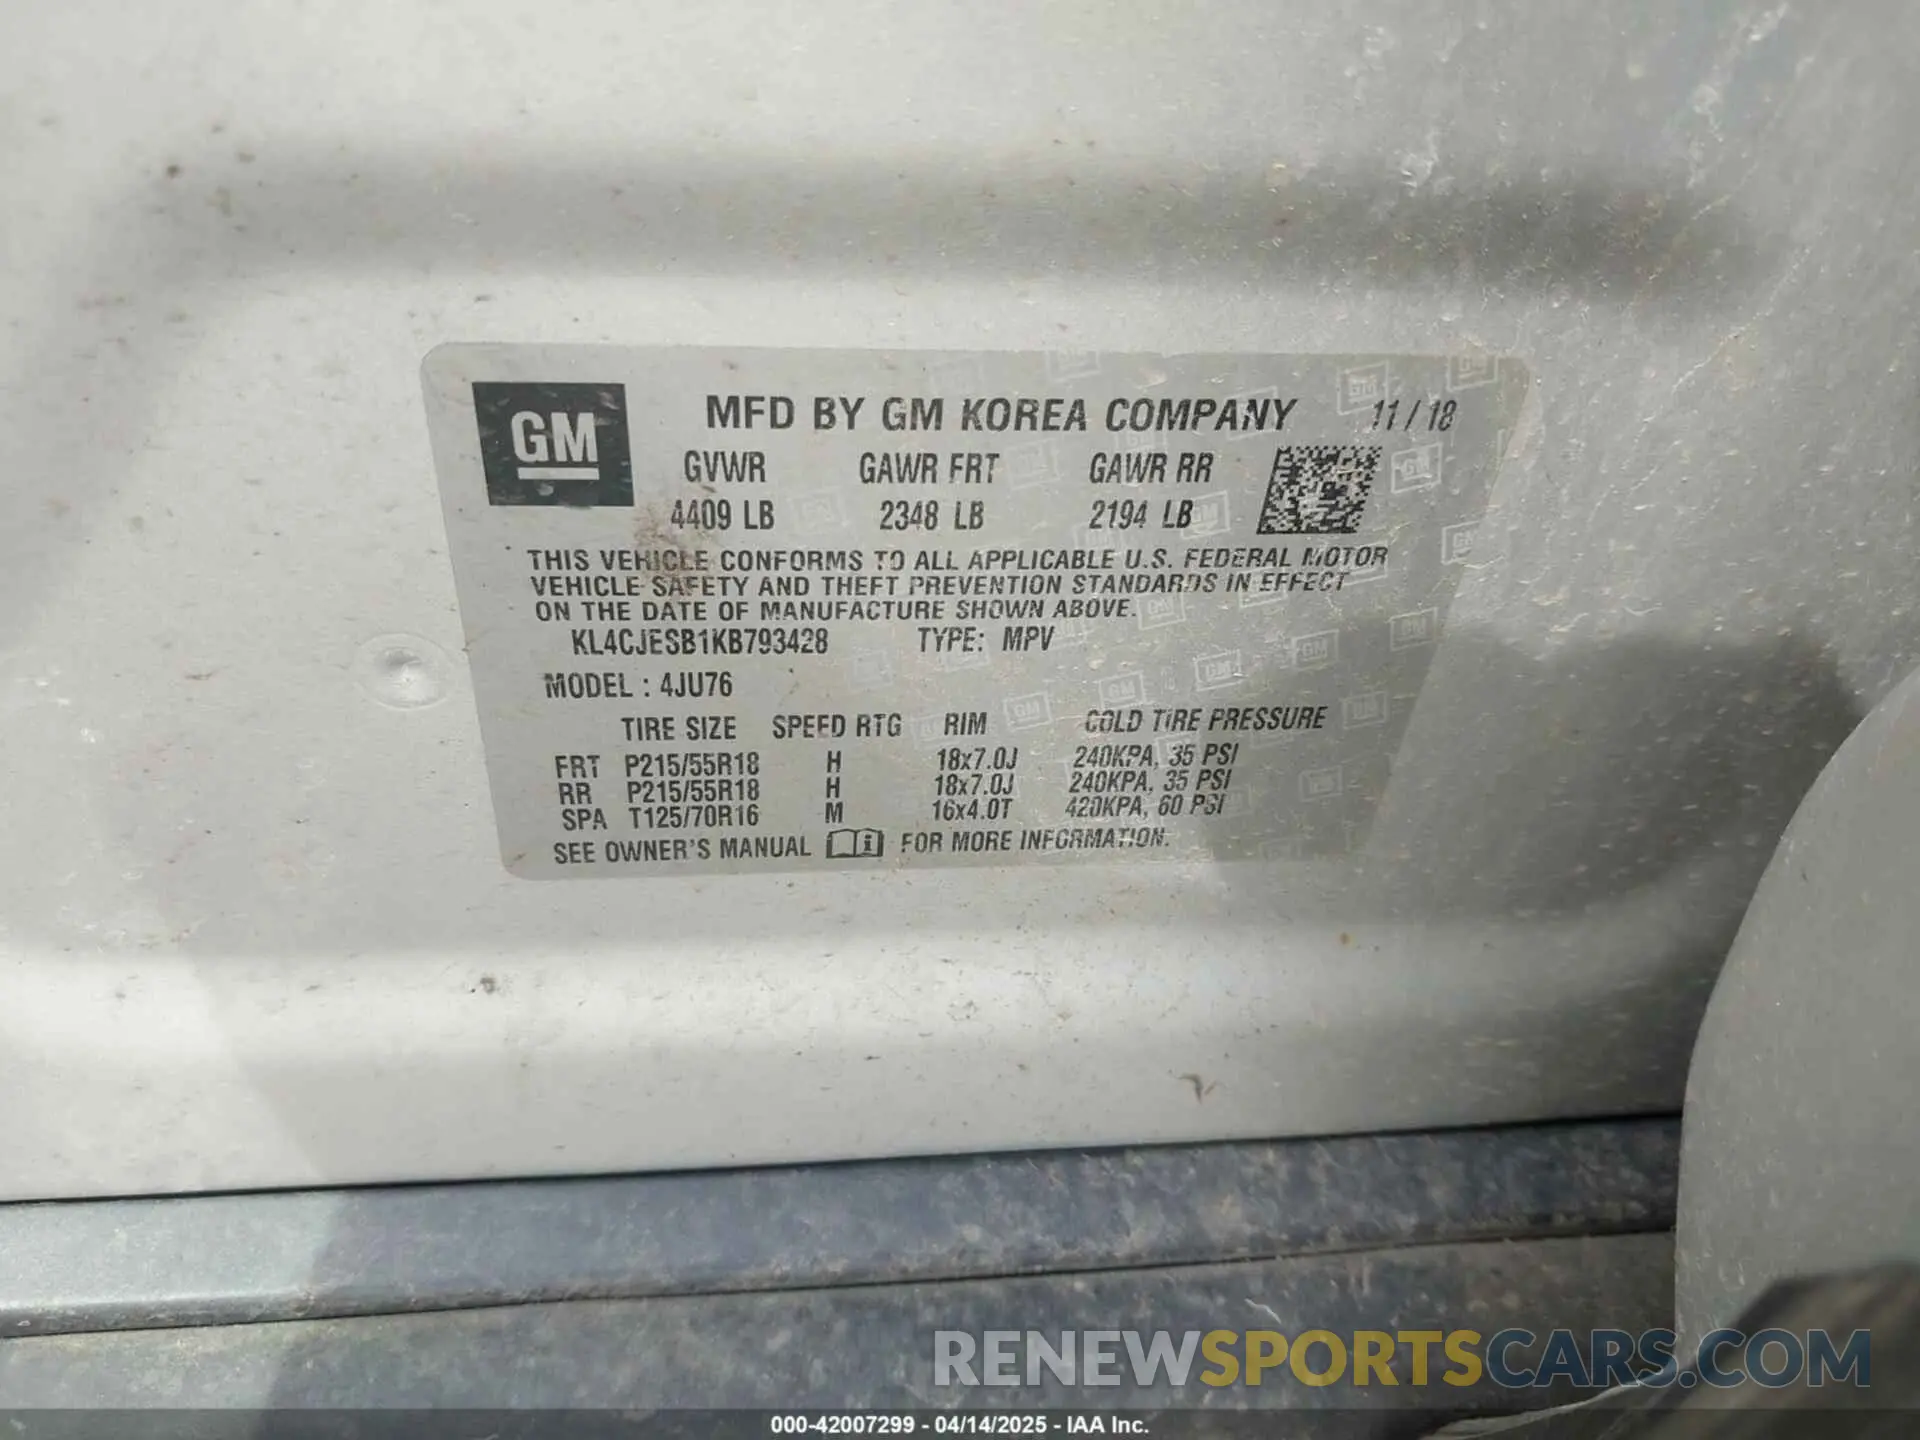 GM
MFD BY GM KOREA COMPANY 11 / 18
GVWR GAWR FRT GAWR RR
4409 LB 2348 LB 2194 LB
THIS VEHICLE CONFORMS TO ALL APPLICABLE U.S. FEDERAL MOTOR
VEHICLE SAFETY AND THEFT PREVENTION STANDARDS IN EFFECT
ON THE DATE OF MANUFACTURE SHOWN ABOVE.
KL4CJESB1KB793428 TYPE: MPV
MODEL : 4JU76
TIRE SIZE SPEED RTG RIM COLD TIRE PRESSURE
FRT P215/55R18 H 18x7.0J 240KPA, 35 PSI
RR P215/55R18 H 18x7.0J 240KPA, 35 PSI
SPA T125/70R16 M 16x4.0T 420KPA, 60 PSI
SEE OWNER'S MANUAL FOR MORE INFORMATION.
RENEWSPORTSCARS.COM
000-42007299 - 04/14/2025 - IAA Inc.